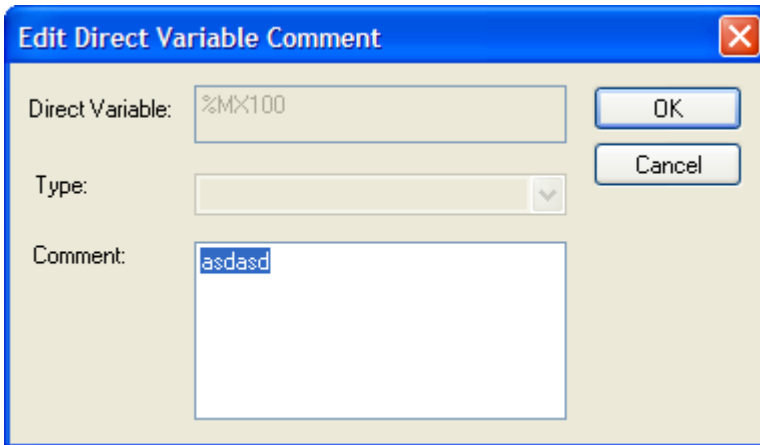 Edit Direct Variable Comment
Direct Variable: %MX100 OK
Cancel
Type:
Comment: asdasd